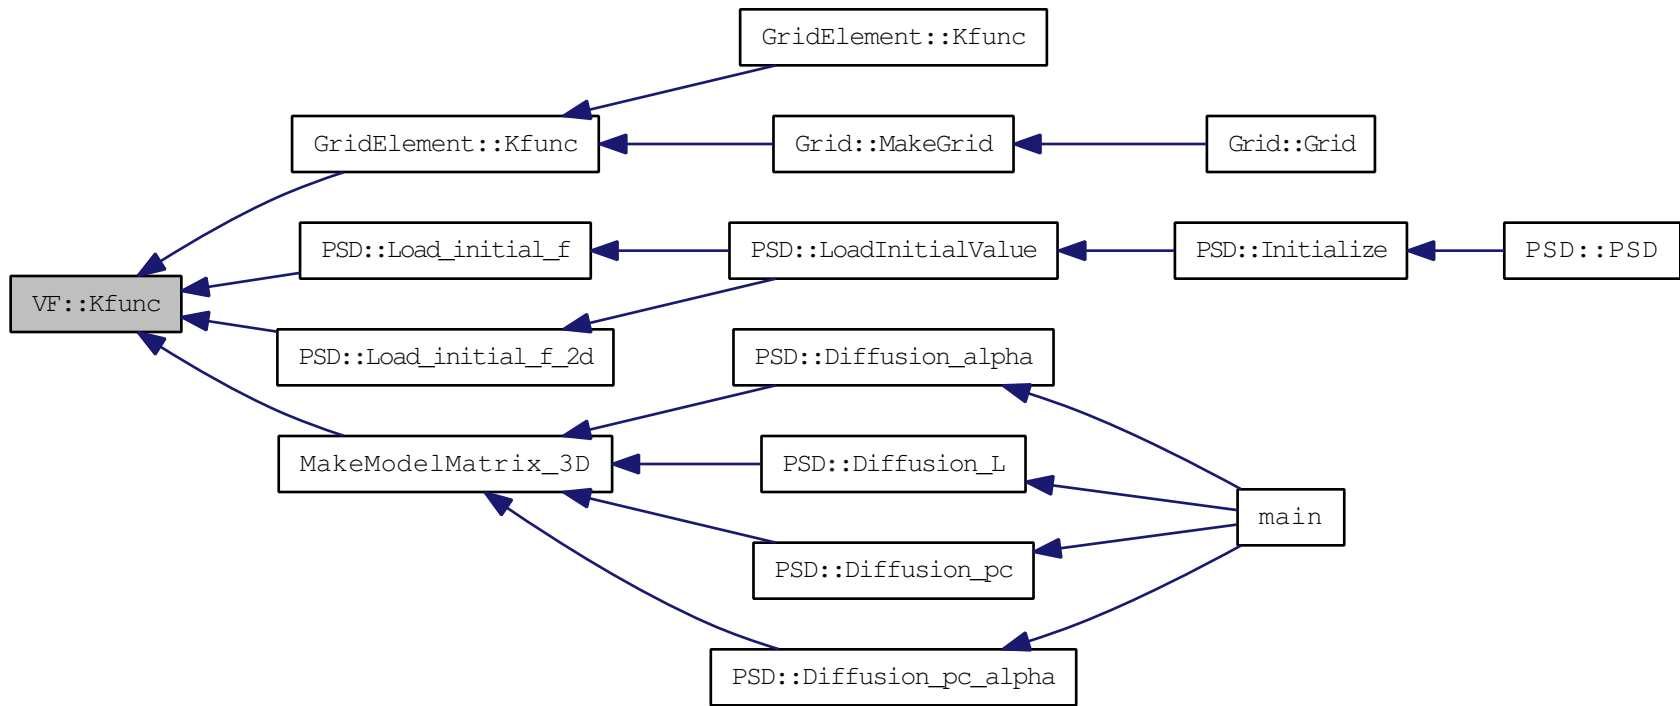 GridElement::Kfunc
GridElement::Kfunc
Grid::MakeGrid
Grid::Grid
PSD::Load_initial_f
PSD::LoadInitialValue
PSD::Initialize
PSD::PSD
VF::Kfunc
PSD::Load_initial_f_2d
PSD::Diffusion_alpha
MakeModelMatrix_3D
PSD::Diffusion_L
main
PSD::Diffusion_pc
PSD::Diffusion_pc_alpha